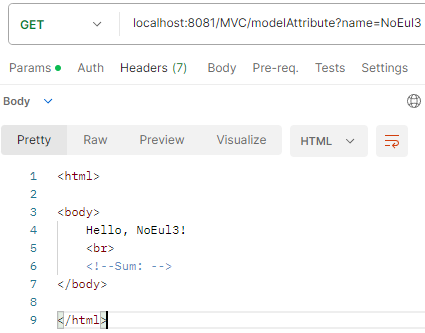 GET localhost:8081/MVC/modelAttribute?name=NoEul3
Params Auth Headers (7) Body Pre-req. Tests Settings
Body
Pretty Raw Preview Visualize HTML
1 <html>
2
3 <body>
4 Hello, NoEul3!
5 <br>
6 <!--Sum: -->
7 </body>
8
9 </html>